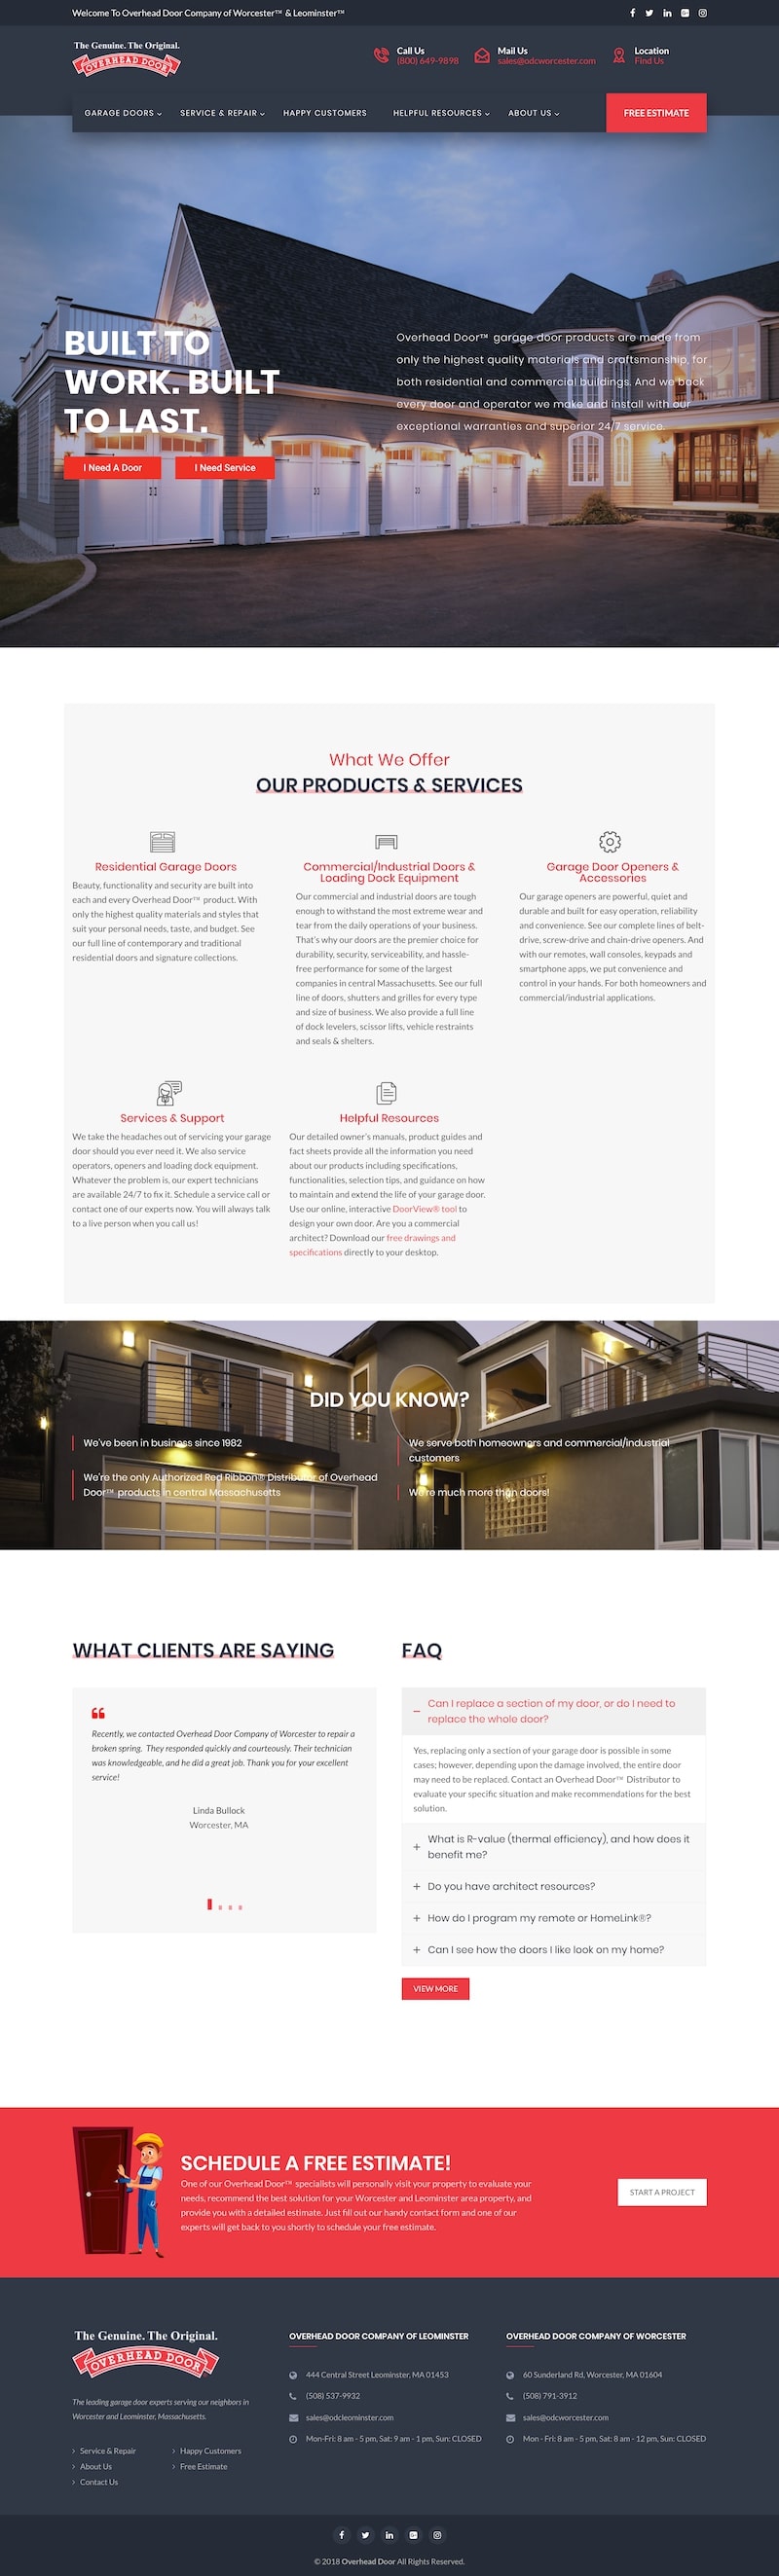 Welcome To Overhead Door Company of Worcester™ & Leominster™
The Genuine. The Original.
OVERHEAD DOOR
Call Us
(800) 649-9898
Mail Us
sales@odcworcester.com
Location
Find Us
GARAGE DOORS
SERVICE & REPAIR
HAPPY CUSTOMERS
HELPFUL RESOURCES
ABOUT US
FREE ESTIMATE
BUILT TO
WORK. BUILT
TO LAST.
I Need A Door
I Need Service
Overhead Door™ garage door products are made from
only the highest quality materials and craftsmanship, for
both residential and commercial buildings. And we back
every door and operator we make and install with our
exceptional warranties and superior 24/7 service.
What We Offer
OUR PRODUCTS & SERVICES
Residential Garage Doors
Beauty, functionality and security are built into
each and every Overhead Door™ product. With
only the highest quality materials and styles that
suit your personal needs, taste, and budget. See
our full line of contemporary and traditional
residential doors and signature collections.
Commercial/Industrial Doors &
Loading Dock Equipment
Our commercial and industrial doors are tough
enough to withstand the most extreme wear and
tear from the daily operations of your business.
That's why our doors are the premier choice for
durability, security, serviceability, and hassle-
free performance for some of the largest
companies in central Massachusetts. See our full
line of doors, shutters and grilles for every type
and size of business. We also provide a full line
of dock levelers, scissor lifts, vehicle restraints
and seals & shelters.
Garage Door Openers &
Accessories
Our garage openers are powerful, quiet and
durable and built for easy operation, reliability
and convenience. See our complete lines of belt-
drive, screw-drive and chain-drive openers. And
with our remotes, wall consoles, keypads and
smartphone apps, we put convenience and
control in your hands. For both homeowners and
commercial/industrial applications.
Services & Support
We take the headaches out of servicing your garage
door should you ever need it. We also service
operators, openers and loading dock equipment.
Whatever the problem is, our expert technicians
are available 24/7 to fix it. Schedule a service call or
contact one of our experts now. You will always talk
to a live person when you call us!
Helpful Resources
Our detailed owner's manuals, product guides and
fact sheets provide all the information you need
about our products including specifications,
functionalities, selection tips, and guidance on how
to maintain and extend the life of your garage door.
Use our online, interactive DoorView® tool to
design your own door. Are you a commercial
architect? Download our free drawings and
specifications directly to your desktop.
DID YOU KNOW?
We've been in business since 1982
We're the only Authorized Red Ribbon® Distributor of Overhead
Door™ products in central Massachusetts
We serve both homeowners and commercial/industrial
customers
We're much more than doors!
WHAT CLIENTS ARE SAYING
Recently, we contacted Overhead Door Company of Worcester to repair a
broken spring. They responded quickly and courteously. Their technician
was knowledgeable, and he did a great job. Thank you for your excellent
service!
Linda Bullock
Worcester, MA
FAQ
Can I replace a section of my door, or do I need to
replace the whole door?
Yes, replacing only a section of your garage door is possible in some
cases; however, depending upon the damage involved, the entire door
may need to be replaced. Contact an Overhead Door™ Distributor to
evaluate your specific situation and make recommendations for the best
solution.
What is R-value (thermal efficiency), and how does it
benefit me?
Do you have architect resources?
How do I program my remote or HomeLink®?
Can I see how the doors I like look on my home?
VIEW MORE
SCHEDULE A FREE ESTIMATE!
One of our Overhead Door™ specialists will personally visit your property to evaluate your
needs, recommend the best solution for your Worcester and Leominster area property, and
provide you with a detailed estimate. Just fill out our handy contact form and one of our
experts will get back to you shortly to schedule your free estimate.
START A PROJECT
The Genuine. The Original.
OVERHEAD DOOR
The leading garage door experts serving our neighbors in
Worcester and Leominster, Massachusetts.
Service & Repair
Happy Customers
About Us
Free Estimate
Contact Us
OVERHEAD DOOR COMPANY OF LEOMINSTER
444 Central Street Leominster, MA 01453
(508) 537-9932
sales@odcleominster.com
Mon-Fri: 8 am - 5 pm, Sat: 9 am - 1 pm, Sun: CLOSED
OVERHEAD DOOR COMPANY OF WORCESTER
60 Sunderland Rd, Worcester, MA 01604
(508) 791-3912
sales@odcworcester.com
Mon - Fri: 8 am - 5 pm, Sat: 8 am - 12 pm, Sun: CLOSED
© 2018 Overhead Door All Rights Reserved.